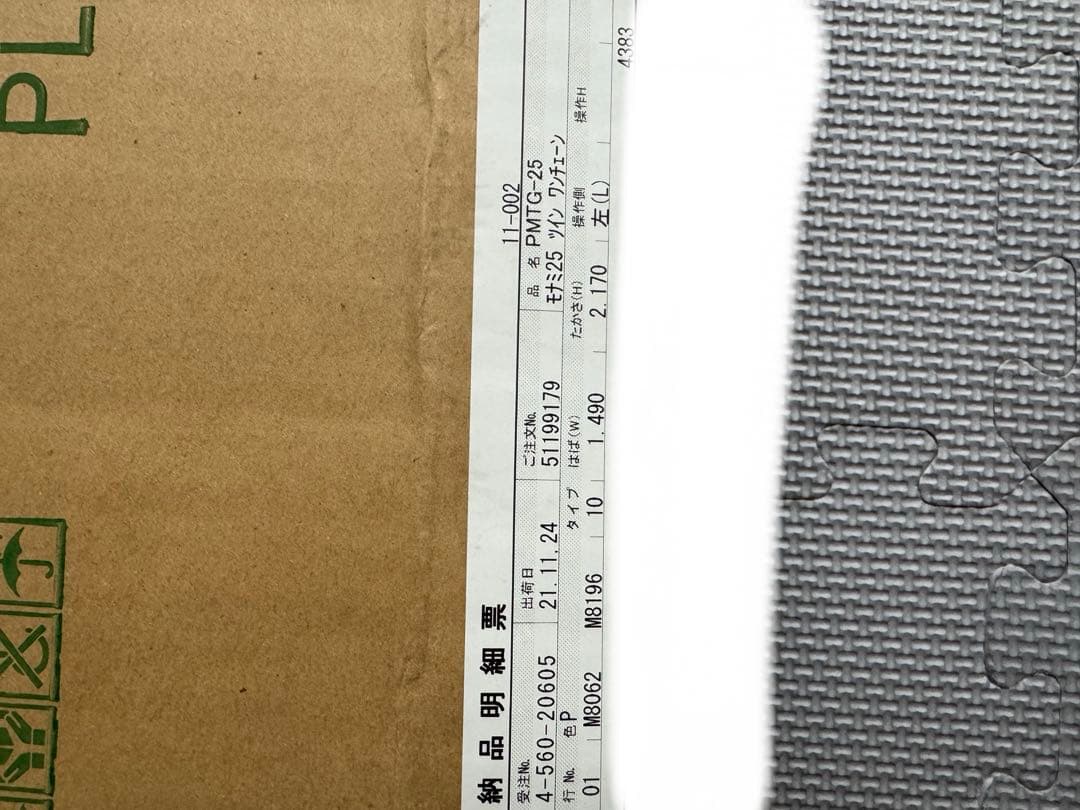 PL
納品明細票
11-002
受注No. 出荷日 ご注文No. 品名 PMTG-25
4-560-20605 21.11.24 51199179 モナミ25 ツイン ワンチェーン
行No. 色P タイプ はば(W) たかさ(H) 操作側 操作H
01 M8062 M8196 10 1.490 2.170 左(L)
4383